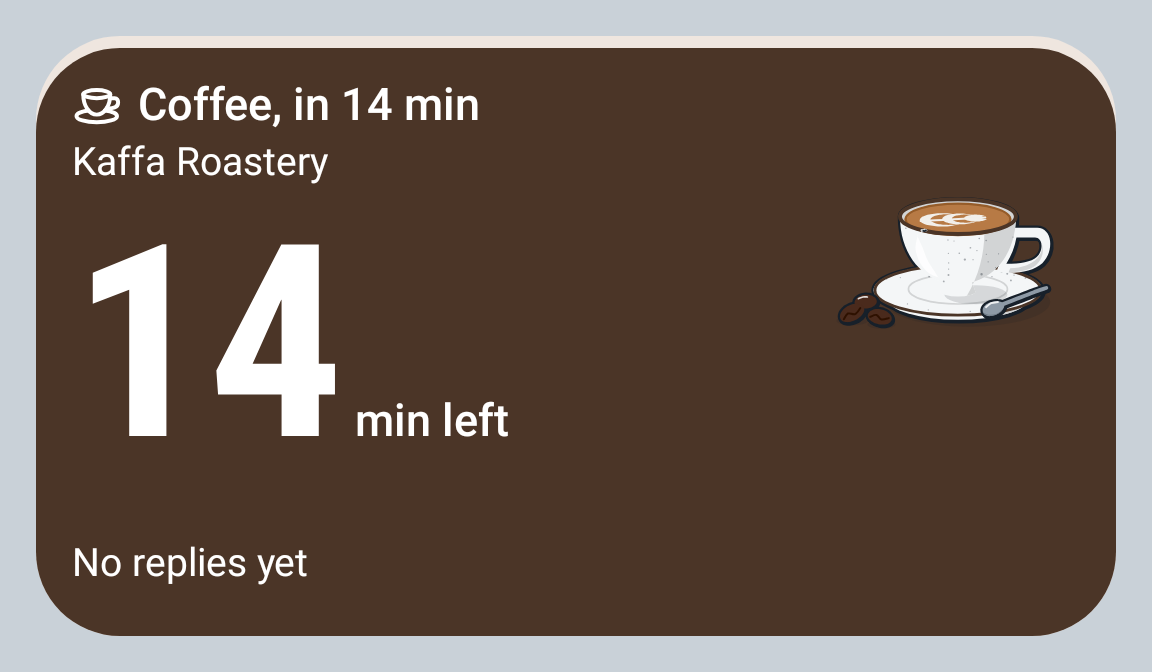 Coffee, in 14 min
Kaffa Roastery
14 min left
No replies yet